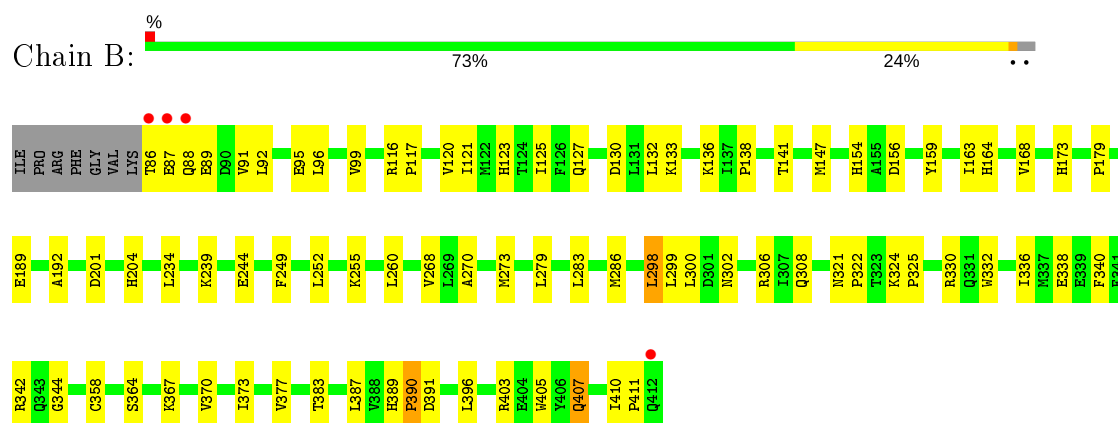 %
Chain B:
73% 24% • •
ILE PRO ARG PHE GLY VAL LYS T86 E87 Q88 E89 D90 V91 L92 E95 L96 V99 R116 P117 V120 I121 M122 H123 T124 I125 F126 Q127 D130 L131 L132 K133 K136 I137 P138 T141 M147 H154 A155 D156 Y159 I163 H164 V168 H173 P179
E189 A192 D201 H204 L234 K239 E244 F249 L252 K255 L260 V268 L269 A270 M273 L279 L283 M286 L298 L299 L300 D301 N302 R306 I307 Q308 N321 P322 T323 K324 P325 R330 Q331 W332 I336 M337 E338 E339 F340 F341
R342 Q343 G344 C358 S364 K367 V370 I373 V377 T383 L387 V388 H389 P390 D391 L396 R403 E404 W405 Y406 Q407 I410 P411 Q412